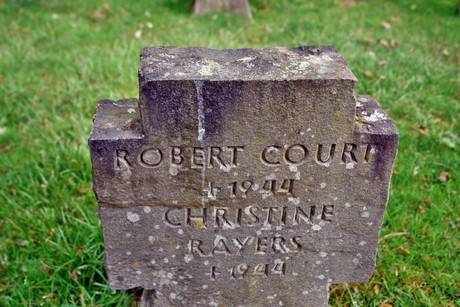 ROBERT COURT
+ 1944
CHRISTINE
RAYERS
+ 1944